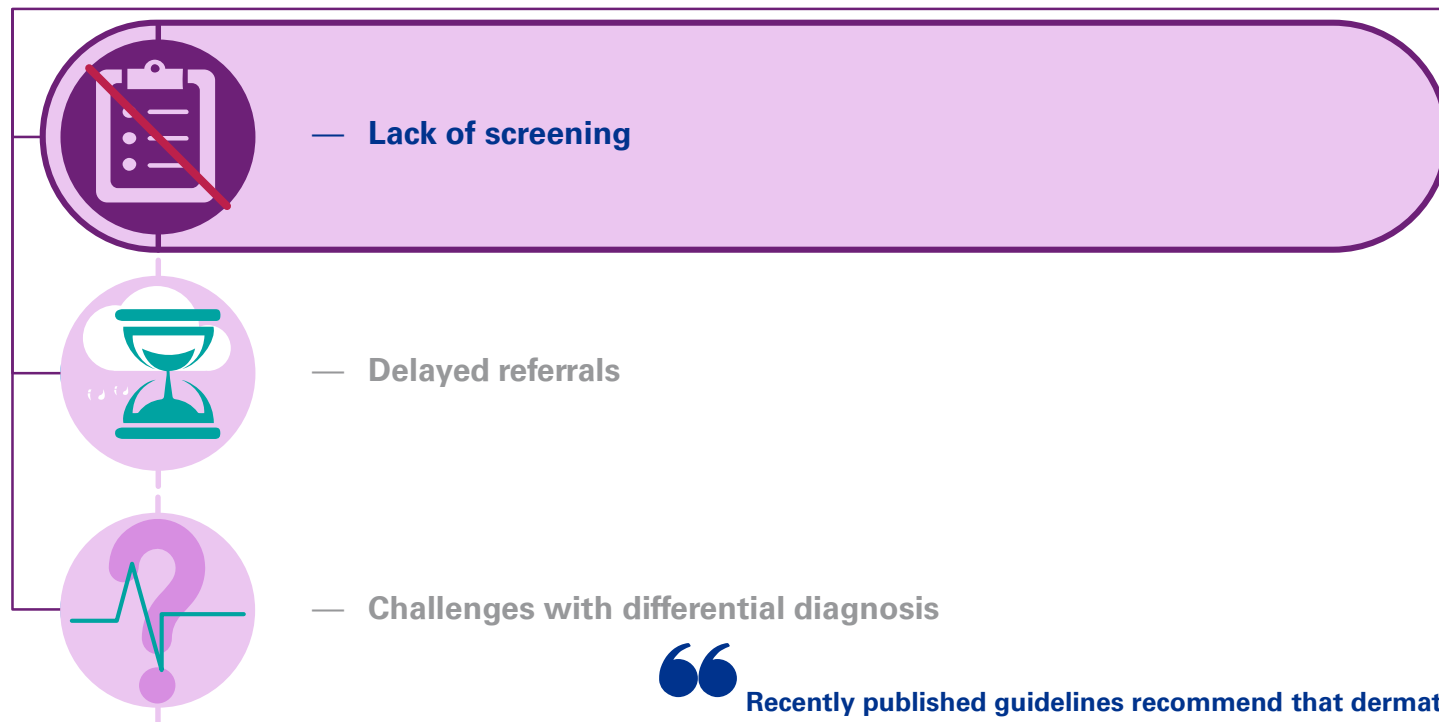 — Lack of screening
— Delayed referrals
— Challenges with differential diagnosis
“ Recently published guidelines recommend that dermat